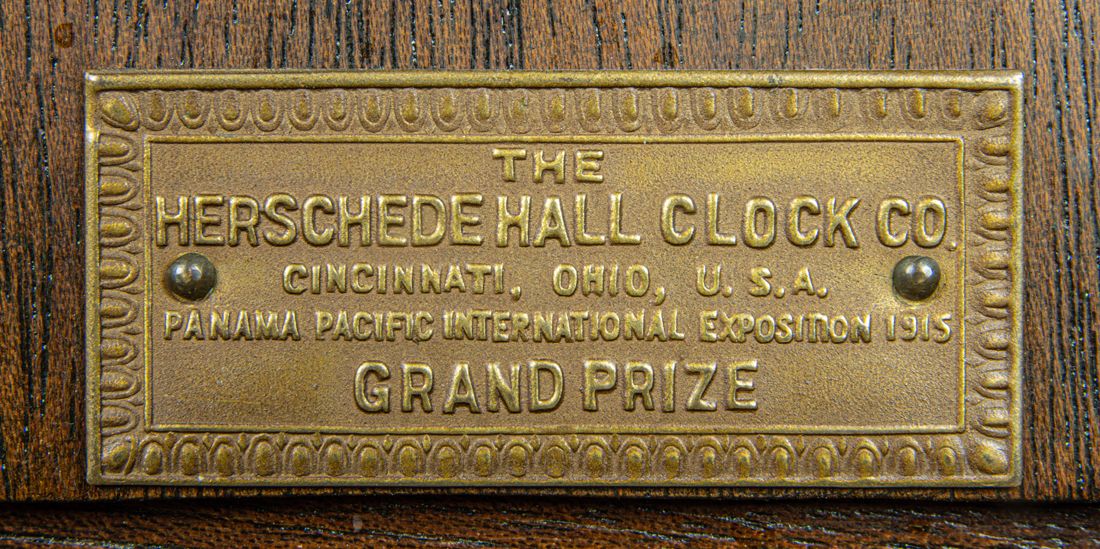 THE
HERSCHEDE HALL CLOCK CO.
CINCINNATI, OHIO, U.S.A.
PANAMA PACIFIC INTERNATIONAL EXPOSITION 1915
GRAND PRIZE